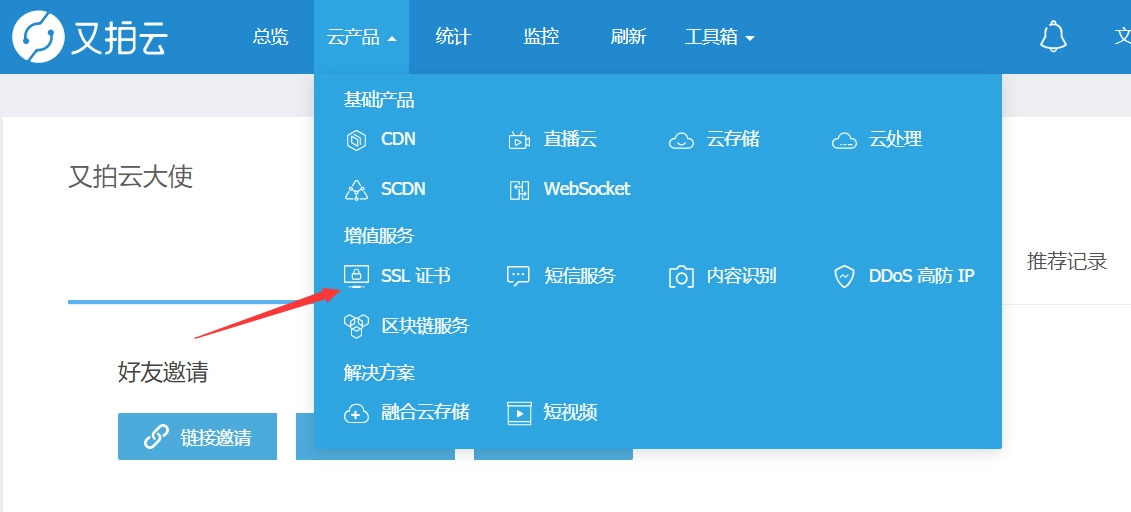 又拍云 总览 云产品 统计 监控 刷新 工具箱 文
基础产品
CDN 直播云 云存储 云处理
又拍云大使
SCDN WebSocket
增值服务
推荐记录
SSL 证书 短信服务 内容识别 DDoS 高防 IP
区块链服务
好友邀请
解决方案
融合云存储 短视频
链接邀请